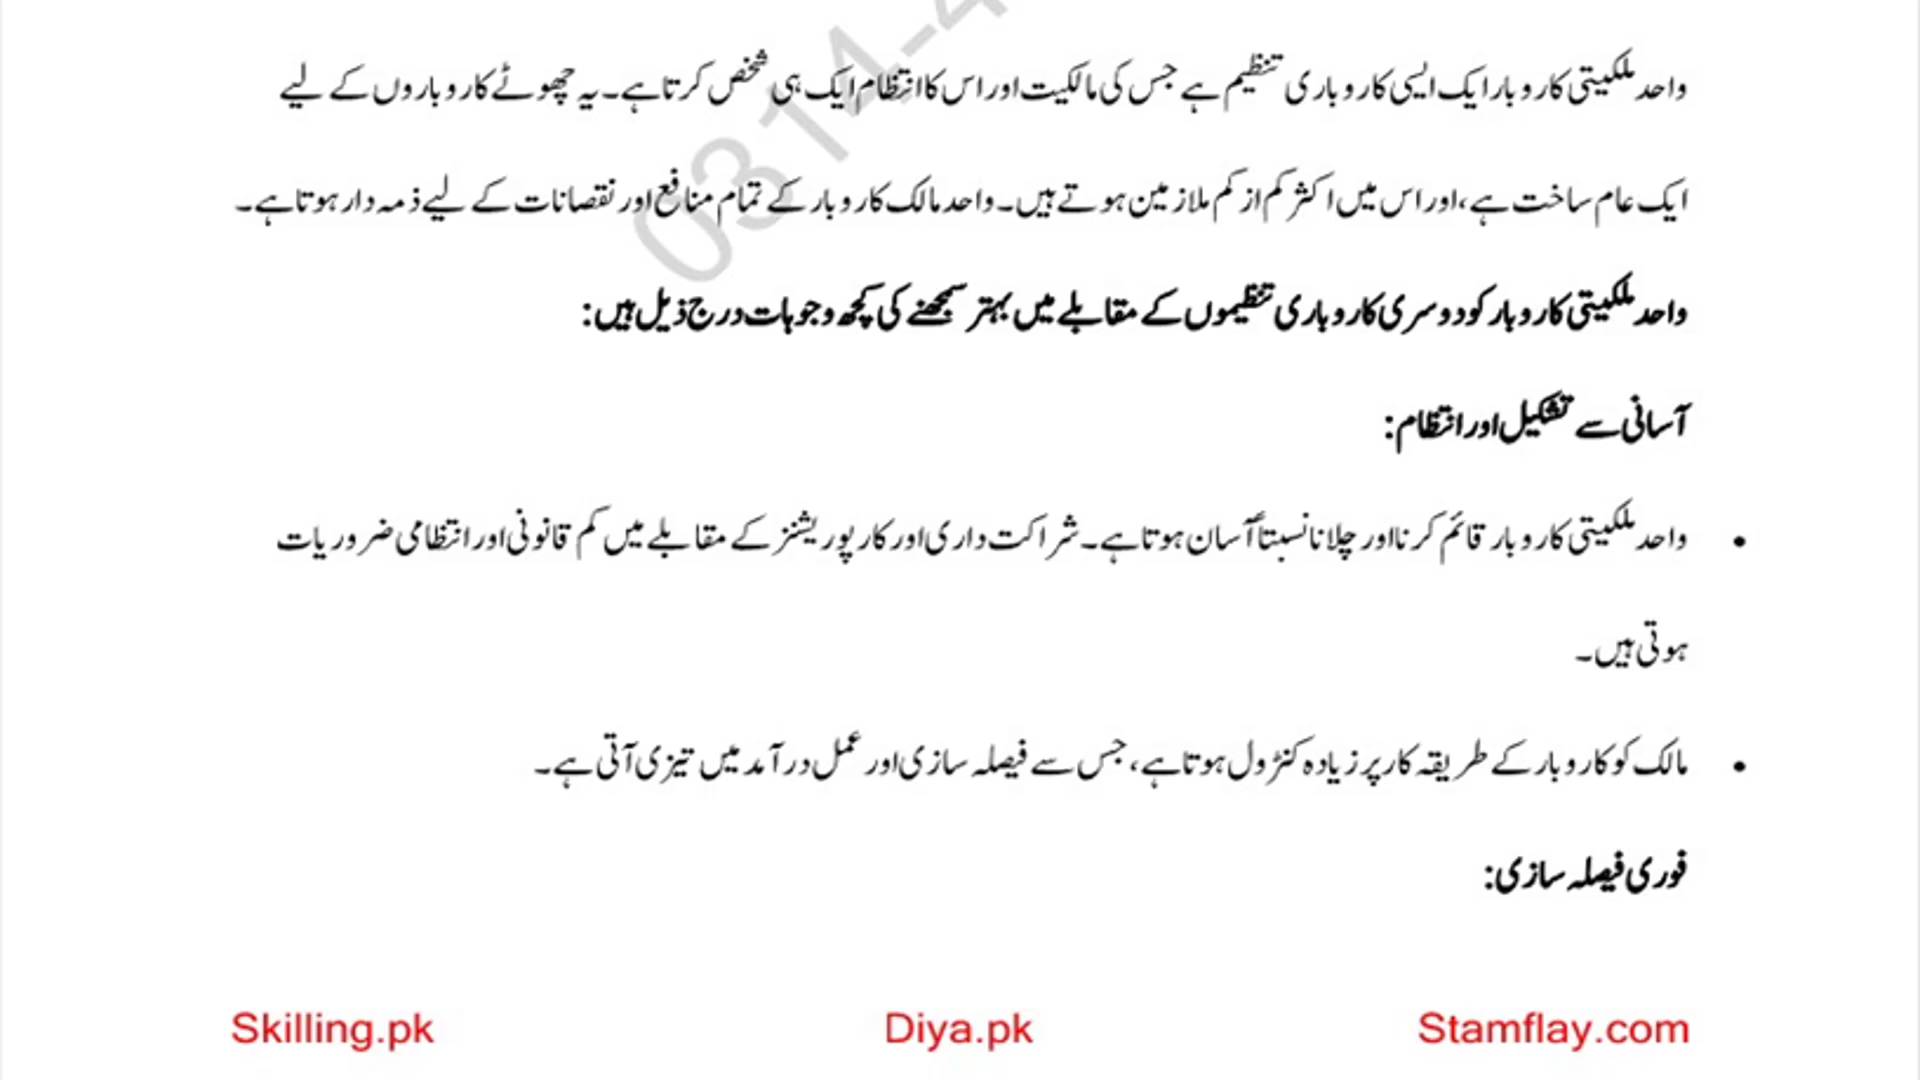 واحد ملکیتی کاروبار ایک ایسی کاروباری تنظیم ہے جس کی مالکیت اور اس کا انتظام ایک ہی شخص کرتا ہے۔ یہ چھوٹے کاروباروں کے لیے
ایک عام ساخت ہے، اور اس میں اکثر کم از کم ملازمین ہوتے ہیں۔ واحد مالک کاروبار کے تمام منافع اور نقصانات کے لیے ذمہ دار ہوتا ہے۔
واحد ملکیتی کاروبار کو دوسری کاروباری تنظیموں کے مقابلے میں بہتر سمجھنے کی کچھ وجوہات درج ذیل ہیں:
آسانی سے تشکیل اور انتظام:
• واحد ملکیتی کاروبار قائم کرنا اور چلانا نسبتاً آسان ہوتا ہے۔ شراکت داری اور کارپوریشنز کے مقابلے میں کم قانونی اور انتظامی ضروریات
ہوتی ہیں۔
• مالک کو کاروبار کے طریقہ کار پر زیادہ کنٹرول ہوتا ہے، جس سے فیصلہ سازی اور عمل درآمد میں تیزی آتی ہے۔
فوری فیصلہ سازی:
Skilling.pk Diya.pk Stamflay.com
0314-4